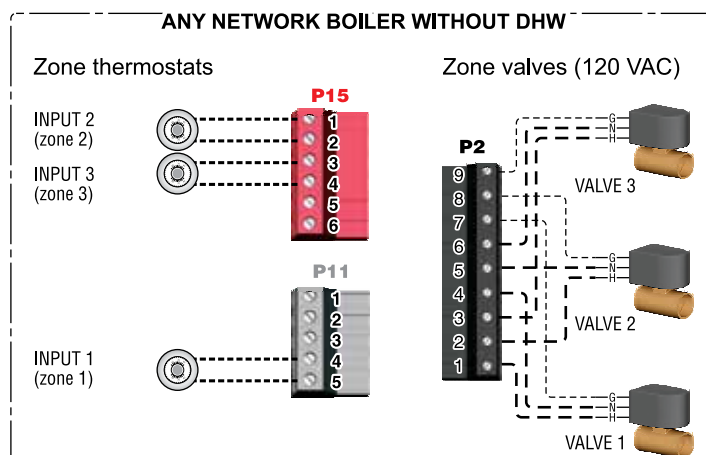 ANY NETWORK BOILER WITHOUT DHW
Zone thermostats
Zone valves (120 VAC)
P15
INPUT 2
(zone 2)
INPUT 3
(zone 3)
1
2
3
4
5
6
P11
INPUT 1
(zone 1)
1
2
3
4
5
P2
9
8
7
6
5
4
3
2
1
G
N
H
VALVE 3
G
N
H
VALVE 2
G
N
H
VALVE 1